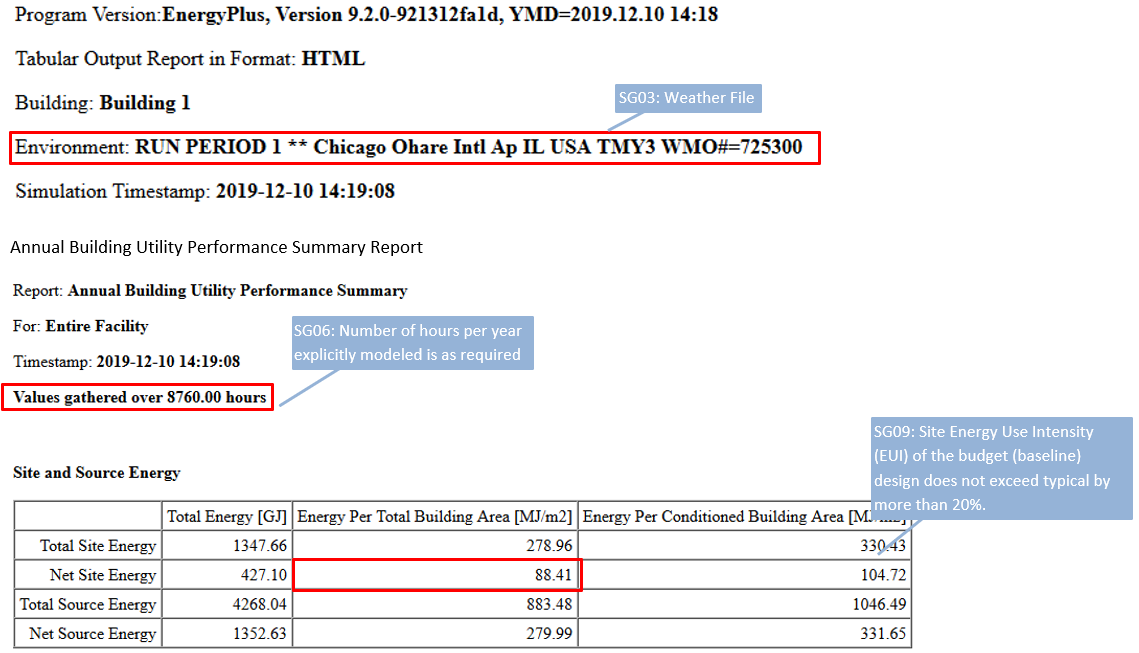 Program Version:EnergyPlus, Version 9.2.0-921312fa1d, YMD=2019.12.10 14:18
Tabular Output Report in Format: HTML
Building: Building 1
SG03: Weather File
Environment: RUN PERIOD 1 ** Chicago Ohare Intl Ap IL USA TMY3 WMO#=725300
Simulation Timestamp: 2019-12-10 14:19:08
Annual Building Utility Performance Summary Report
Report: Annual Building Utility Performance Summary
For: Entire Facility
SG06: Number of hours per year
explicitly modeled is as required
Timestamp: 2019-12-10 14:19:08
Values gathered over 8760.00 hours
SG09: Site Energy Use Intensity
(EUI) of the budget (baseline)
design does not exceed typical by
more than 20%.
Site and Source Energy
Total Energy [GJ] Energy Per Total Building Area [MJ/m2] Energy Per Conditioned Building Area [MJ/m2]
Total Site Energy 1347.66 278.96 330.43
Net Site Energy 427.10 88.41 104.72
Total Source Energy 4268.04 883.48 1046.49
Net Source Energy 1352.63 279.99 331.65